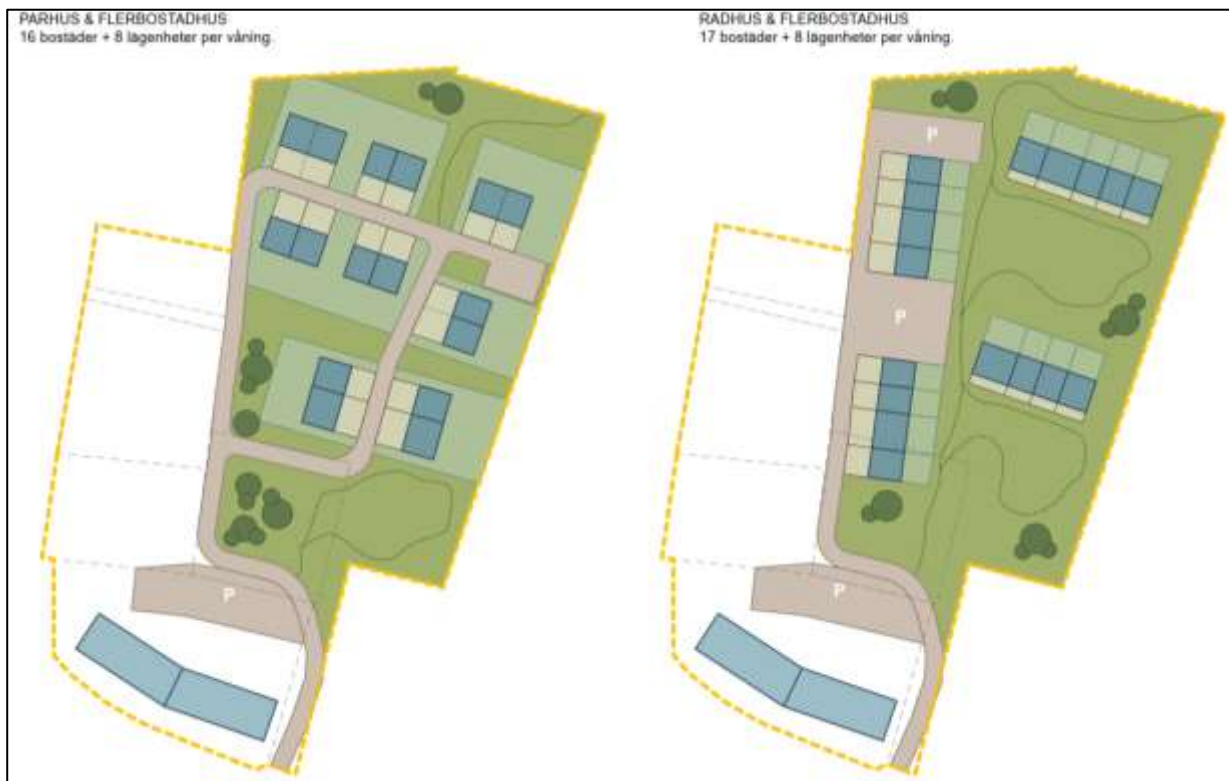 PARHUS & FLERBOSTADHUS
16 bostäder + 8 lägenheter per våning.
RADHUS & FLERBOSTADHUS
17 bostäder + 8 lägenheter per våning.
P
P
P
P